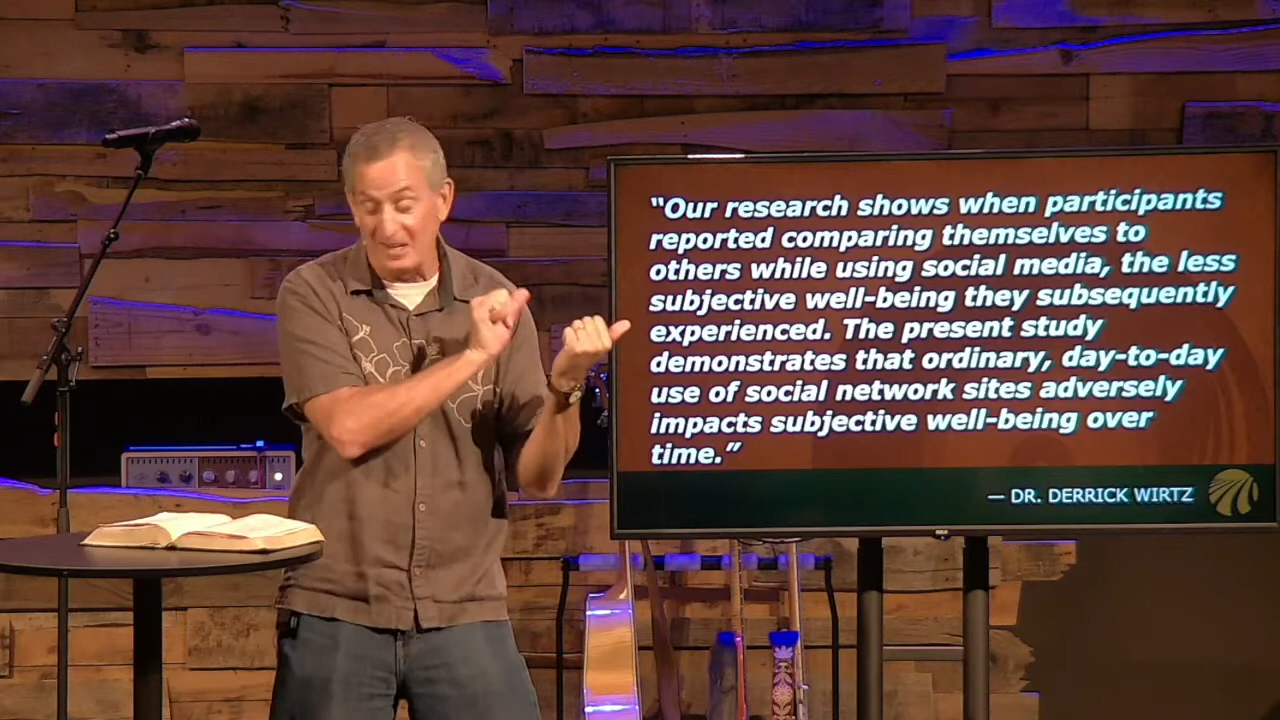 “Our research shows when participants
reported comparing themselves to
others while using social media, the less
subjective well-being they subsequently
experienced. The present study
demonstrates that ordinary, day-to-day
use of social network sites adversely
impacts subjective well-being over
time.”
— DR. DERRICK WIRTZ